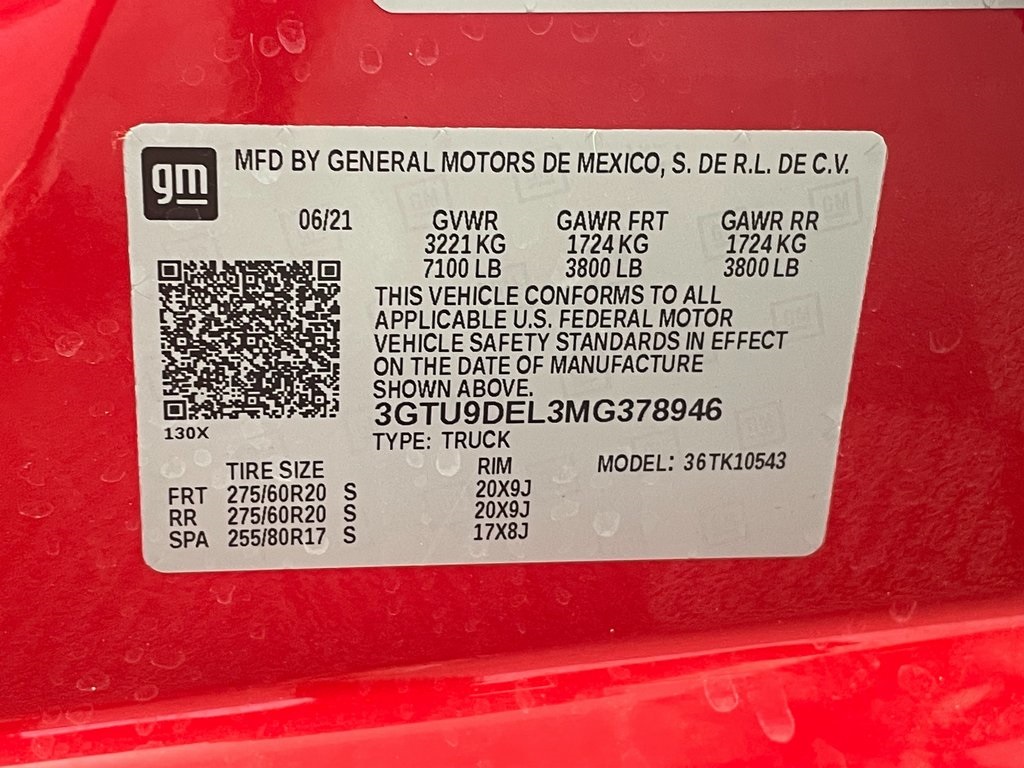 gm
MFD BY GENERAL MOTORS DE MEXICO, S. DE R.L. DE C.V.
06/21 GVWR GAWR FRT GAWR RR
3221 KG 1724 KG 1724 KG
7100 LB 3800 LB 3800 LB
THIS VEHICLE CONFORMS TO ALL
APPLICABLE U.S. FEDERAL MOTOR
VEHICLE SAFETY STANDARDS IN EFFECT
ON THE DATE OF MANUFACTURE
SHOWN ABOVE.
3GTU9DEL3MG378946
130X
TYPE: TRUCK
TIRE SIZE RIM MODEL: 36TK10543
FRT 275/60R20 S 20X9J
RR 275/60R20 S 20X9J
SPA 255/80R17 S 17X8J